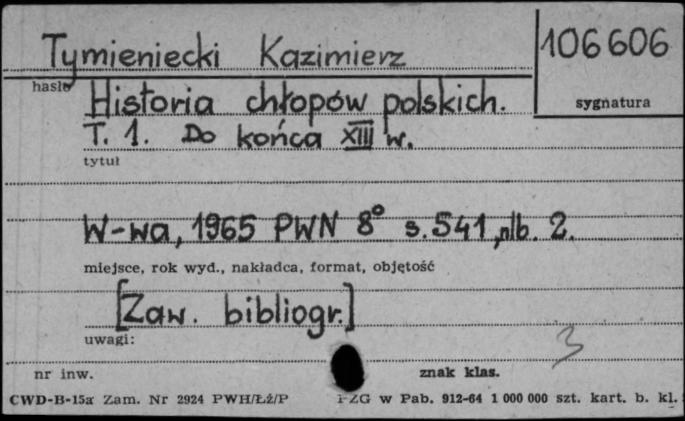 Tymieniecki Kazimierz
106606
hasło
sygnatura
Historia chłopów polskich.
T. 1. Do końca XIII w.
tytuł
W-wa, 1965 PWN 8° s. 541, nlb. 2.
miejsce, rok wyd., nakładca, format, objętość
[Zaw. bibliogr.]
uwagi:
3
nr inw.
znak klas.
CWD-B-15a Zam. Nr 2924 PWH/Łź/P PZG w Pab. 912-64 1 000 000 szt. kart. b. kl.